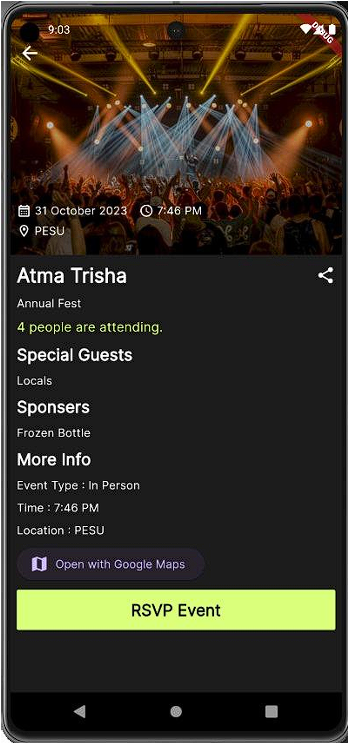 9:03
DEBUG
31 October 2023 7:46 PM
PESU
Atma Trisha
Annual Fest
4 people are attending.
Special Guests
Locals
Sponsers
Frozen Bottle
More Info
Event Type : In Person
Time : 7:46 PM
Location : PESU
Open with Google Maps
RSVP Event